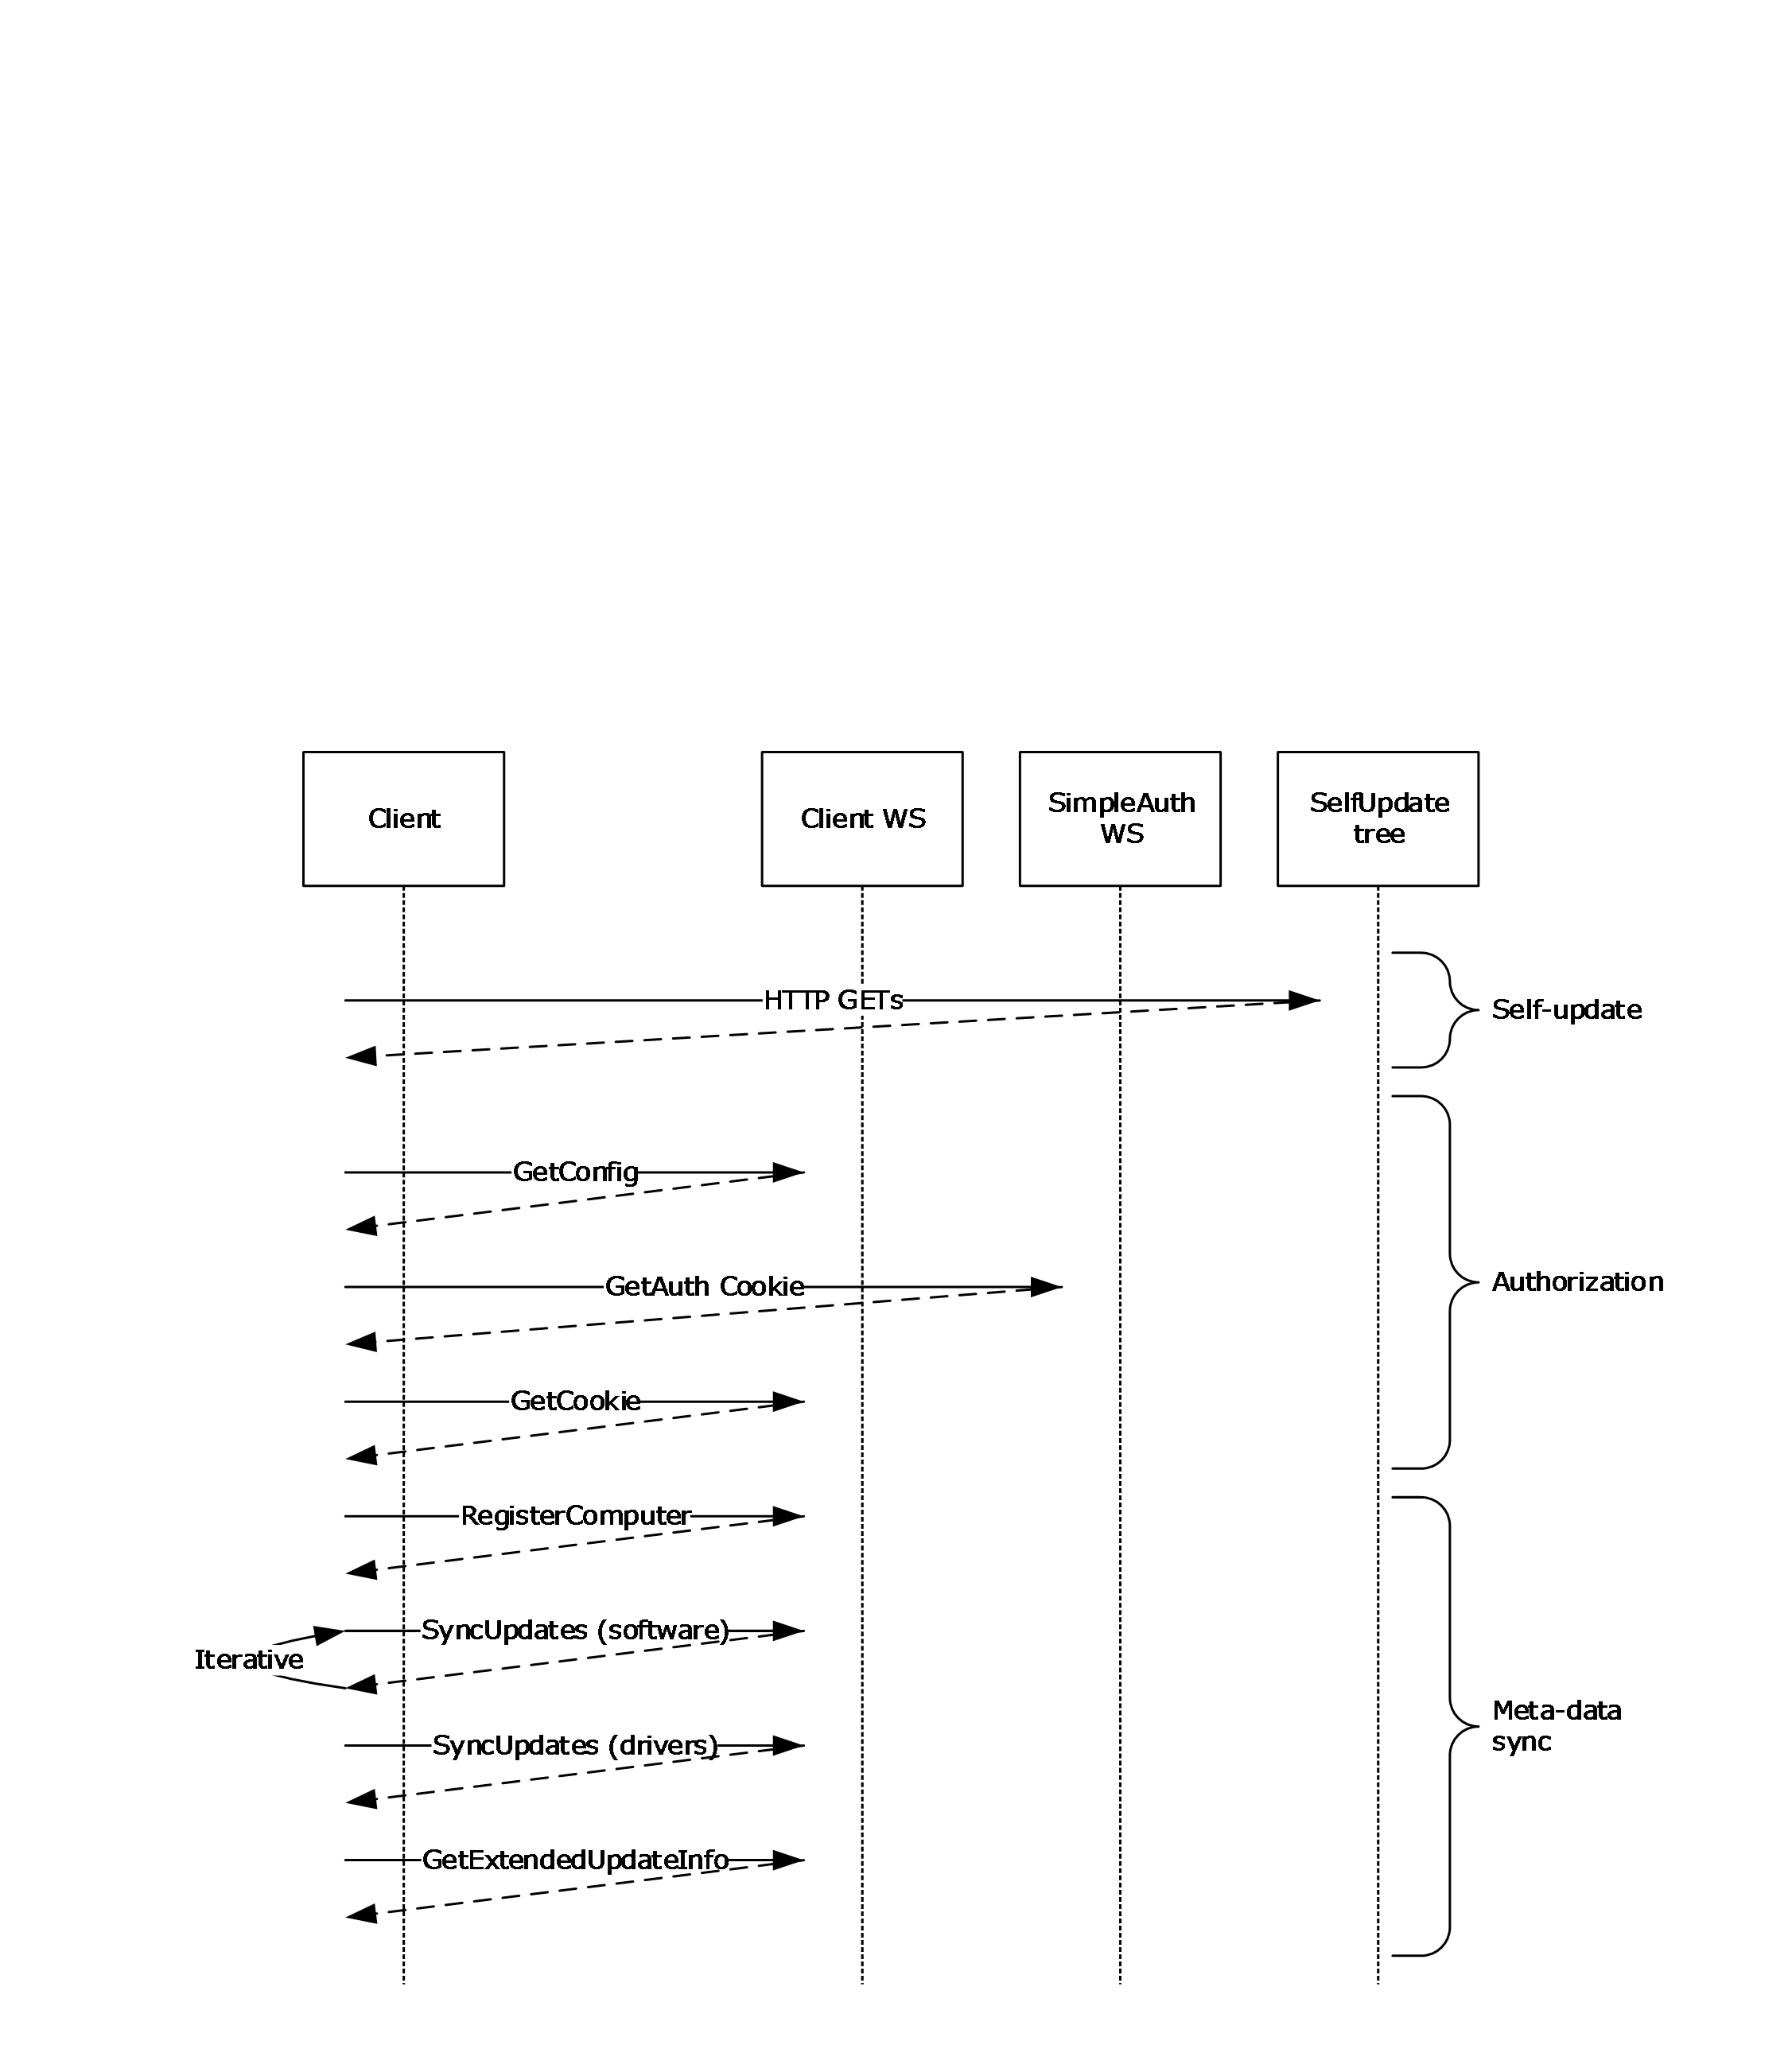 Client
Client WS
SimpleAuth
WS
SelfUpdate
tree
HTTP GETs
Self-update
GetConfig
GetAuth Cookie
Authorization
GetCookie
RegisterComputer
SyncUpdates (software)
Iterative
Meta-data
sync
SyncUpdates (drivers)
GetExtendedUpdateInfo